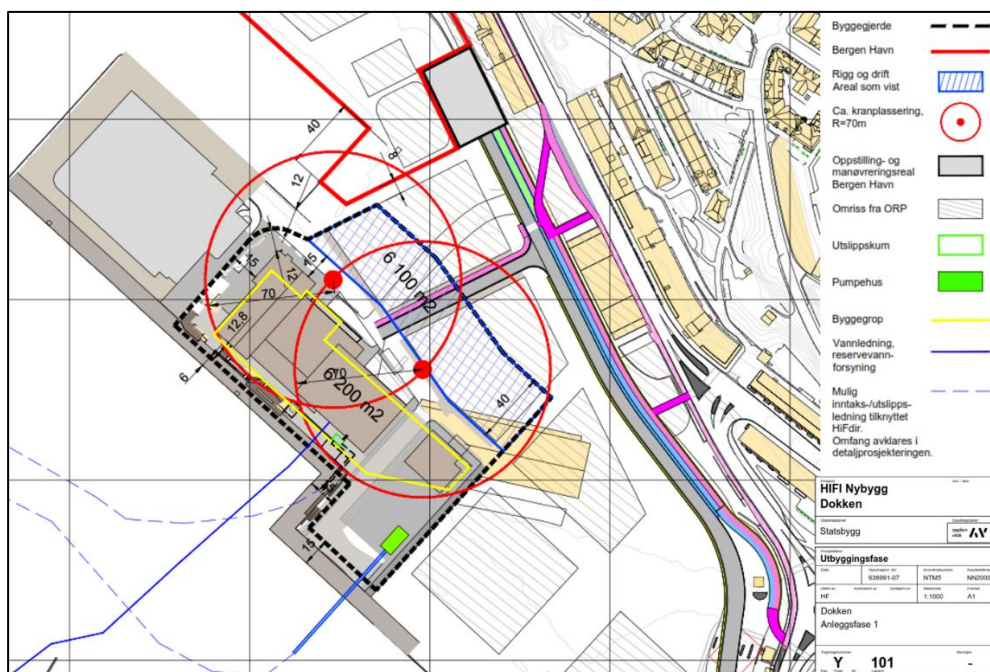 Byggegjerde
Bergen Havn
Rigg og drift
Areal som vist
Ca. kranplassering,
R=70m
Oppstilling- og
manøvreringsreal
Bergen Havn
Omriss fra ORP
Utslippskum
Pumpehus
Byggegrop
Vannledning,
reservevann-
forsyning
Mulig
inntaks-/utslipps-
ledning tilknyttet
HiFdir.
Omfang avklares i
detaljprosjekteringen.
40
8
12
15
12
15
70
12,8
6
6 100 m2
70
6 200 m2
40
15
HIFI Nybygg
Dokken
Statsbygg
Utbyggingsfase
638991-07
NTM5
NN2000
HF
1:1000
A1
Dokken
Anleggsfase 1
Y
101
-